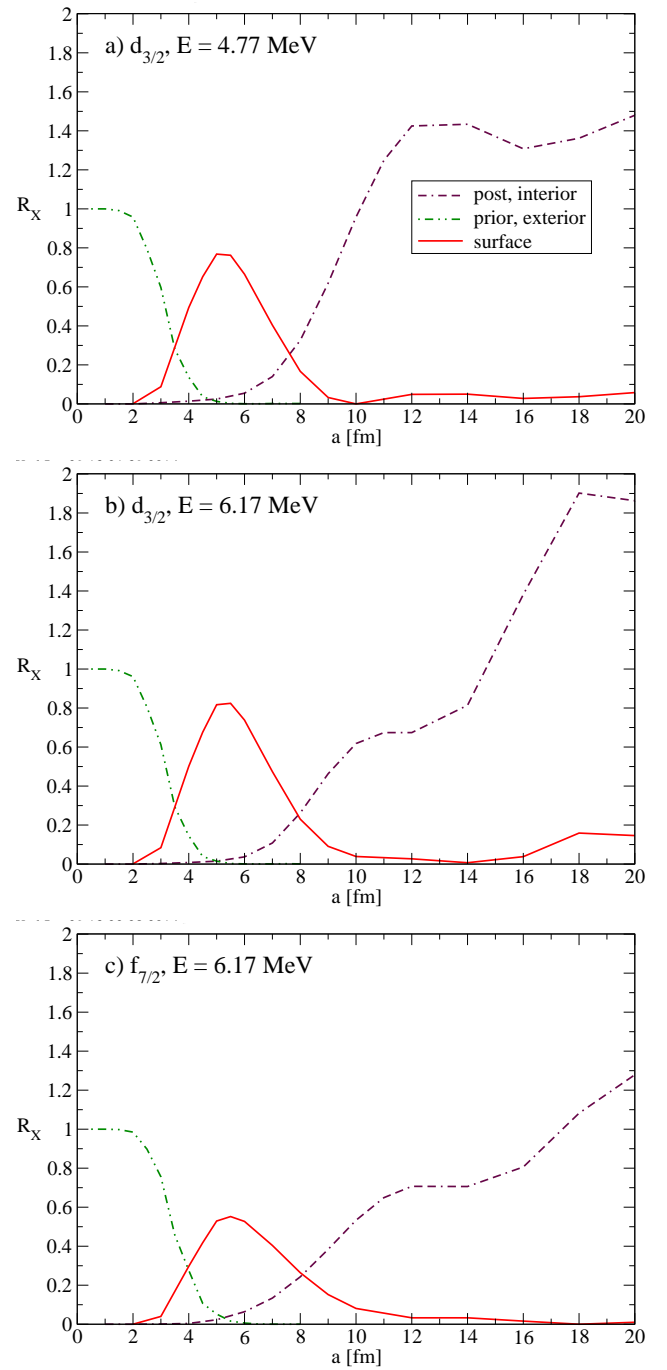 2
1.8
a) d3/2, E = 4.77 MeV
1.6
1.4
1.2
post, interior
RX
1
prior, exterior
surface
0.8
0.6
0.4
0.2
0
0 2 4 6 8 10 12 14 16 18 20
a [fm]
2
1.8
b) d3/2, E = 6.17 MeV
1.6
1.4
1.2
RX
1
0.8
0.6
0.4
0.2
0
0 2 4 6 8 10 12 14 16 18 20
a [fm]
2
1.8
c) f7/2, E = 6.17 MeV
1.6
1.4
1.2
RX
1
0.8
0.6
0.4
0.2
0
0 2 4 6 8 10 12 14 16 18 20
a [fm]